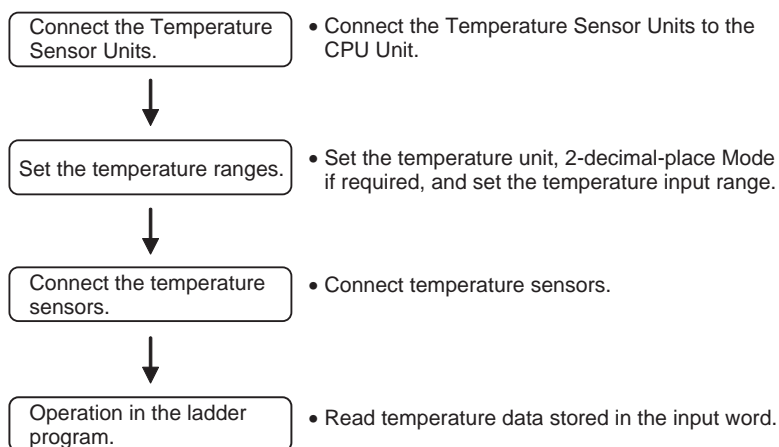 Connect the Temperature
Sensor Units.
• Connect the Temperature Sensor Units to the
CPU Unit.
Set the temperature ranges.
• Set the temperature unit, 2-decimal-place Mode
if required, and set the temperature input range.
Connect the temperature
sensors.
• Connect temperature sensors.
Operation in the ladder
program.
• Read temperature data stored in the input word.